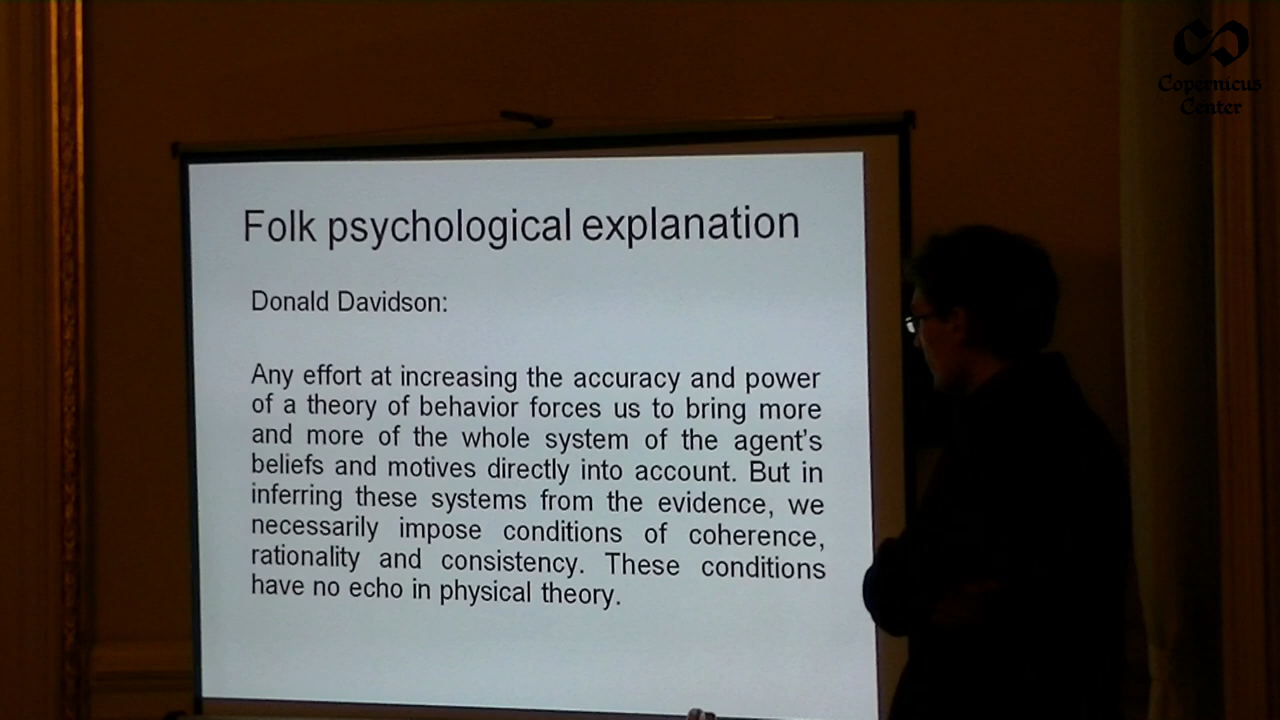 Copernicus
Center
Folk psychological explanation
Donald Davidson:
Any effort at increasing the accuracy and power
of a theory of behavior forces us to bring more
and more of the whole system of the agent’s
beliefs and motives directly into account. But in
inferring these systems from the evidence, we
necessarily impose conditions of coherence,
rationality and consistency. These conditions
have no echo in physical theory.